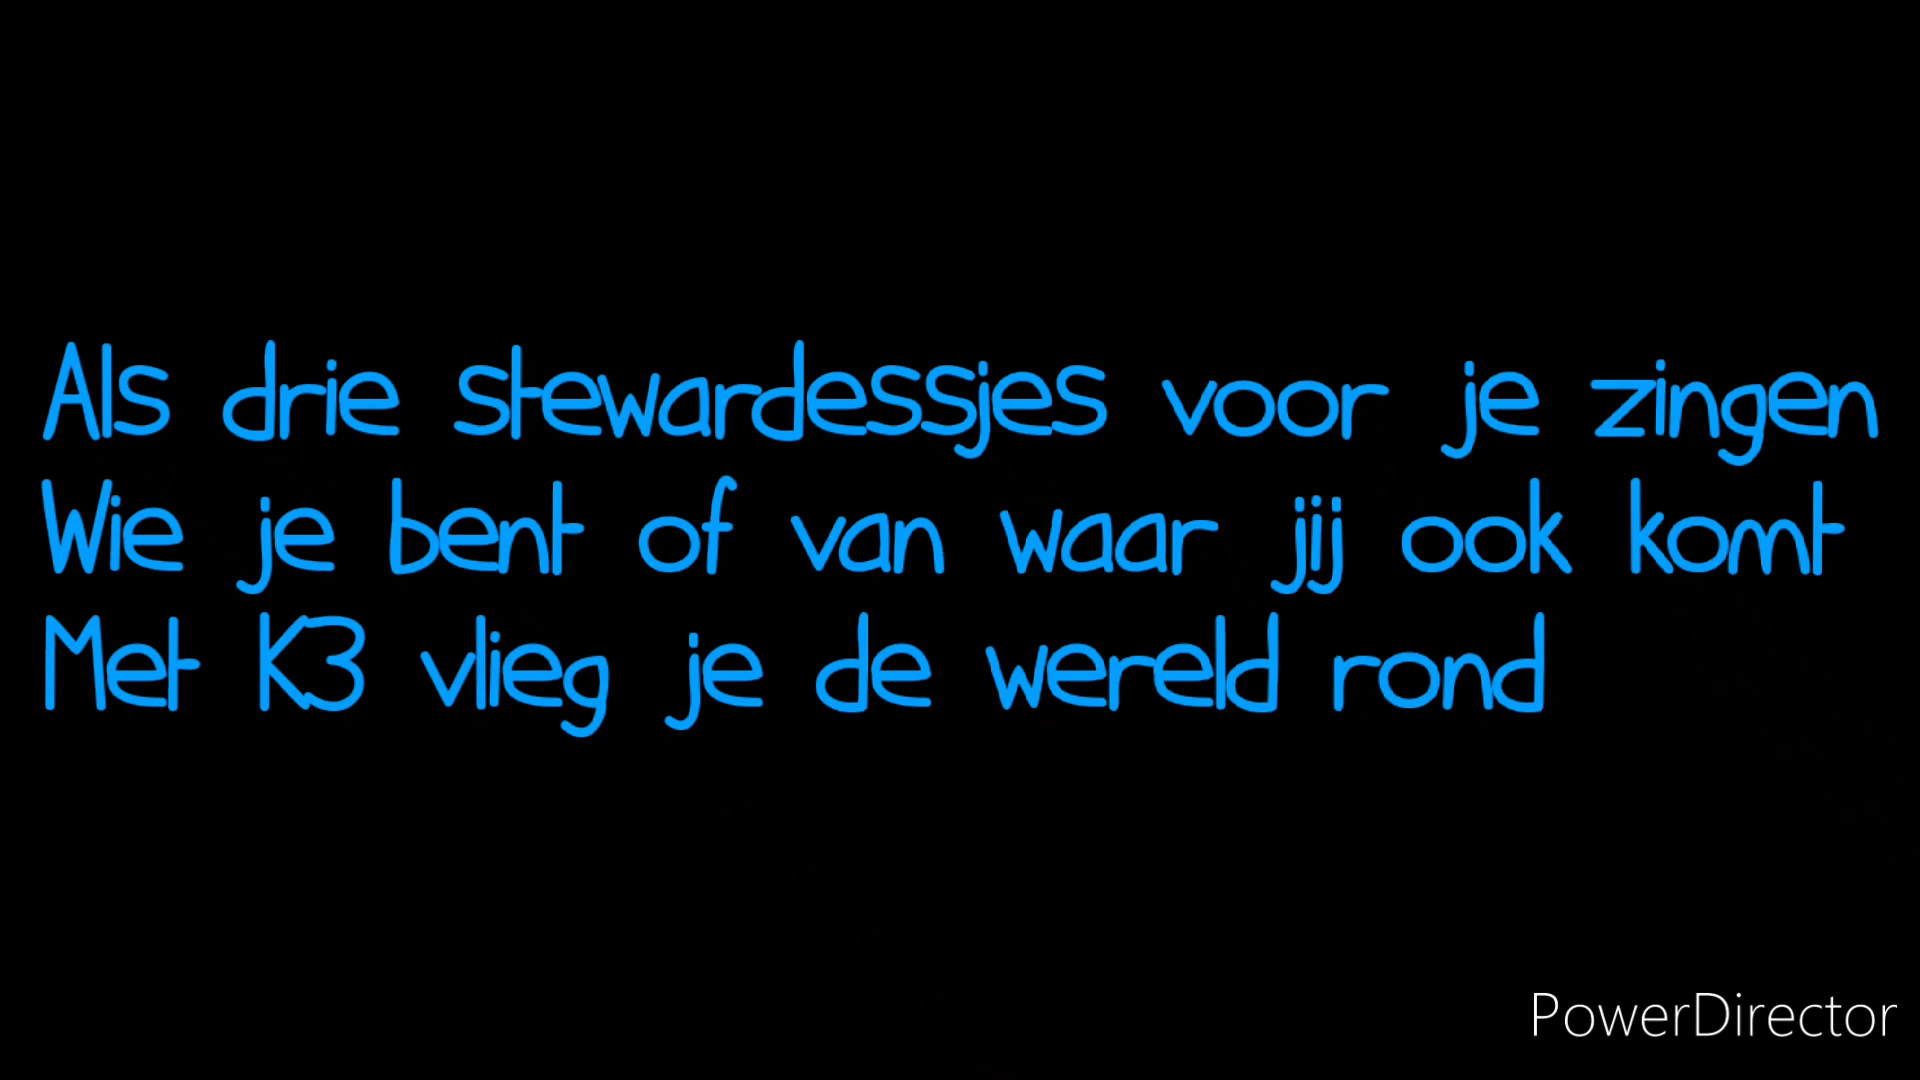 Als drie stewardessjes voor je zingen
Wie je bent of van waar jij ook komt
Met K3 vlieg je de wereld rond
PowerDirector